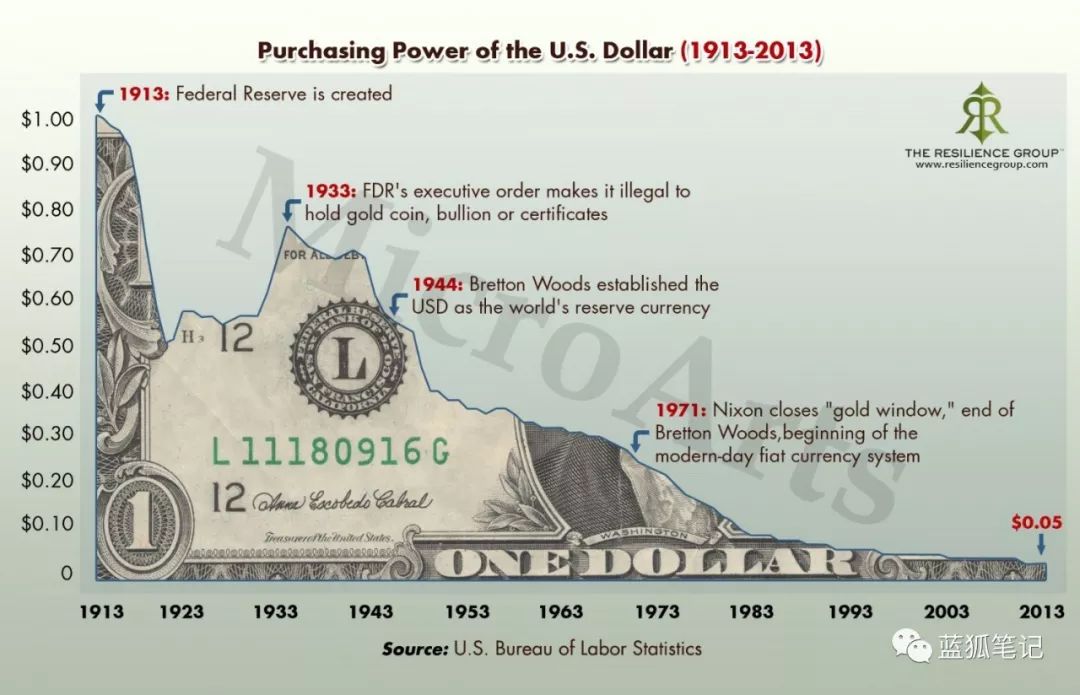 Purchasing Power of the U.S. Dollar (1913-2013)
1913: Federal Reserve is created
THE RESILIENCE GROUP™
www.resiliencegroup.com
$1.00
$0.90
$0.80
$0.70
$0.60
$0.50
$0.40
$0.30
$0.20
$0.10
0
1933: FDR's executive order makes it illegal to
hold gold coin, bullion or certificates
1944: Bretton Woods established the
USD as the world's reserve currency
1971: Nixon closes "gold window," end of
Bretton Woods,beginning of the
modern-day fiat currency system
$0.05
MicroArts
FOR ALL DEB
H 3 12
L
L 11180916 G
12 Anna Escobedo Cabral
Treasurer of the United States.
1
WASHINGTON
ONE DOLLAR
1913 1923 1933 1943 1953 1963 1973 1983 1993 2003 2013
Source: U.S. Bureau of Labor Statistics
蓝狐笔记